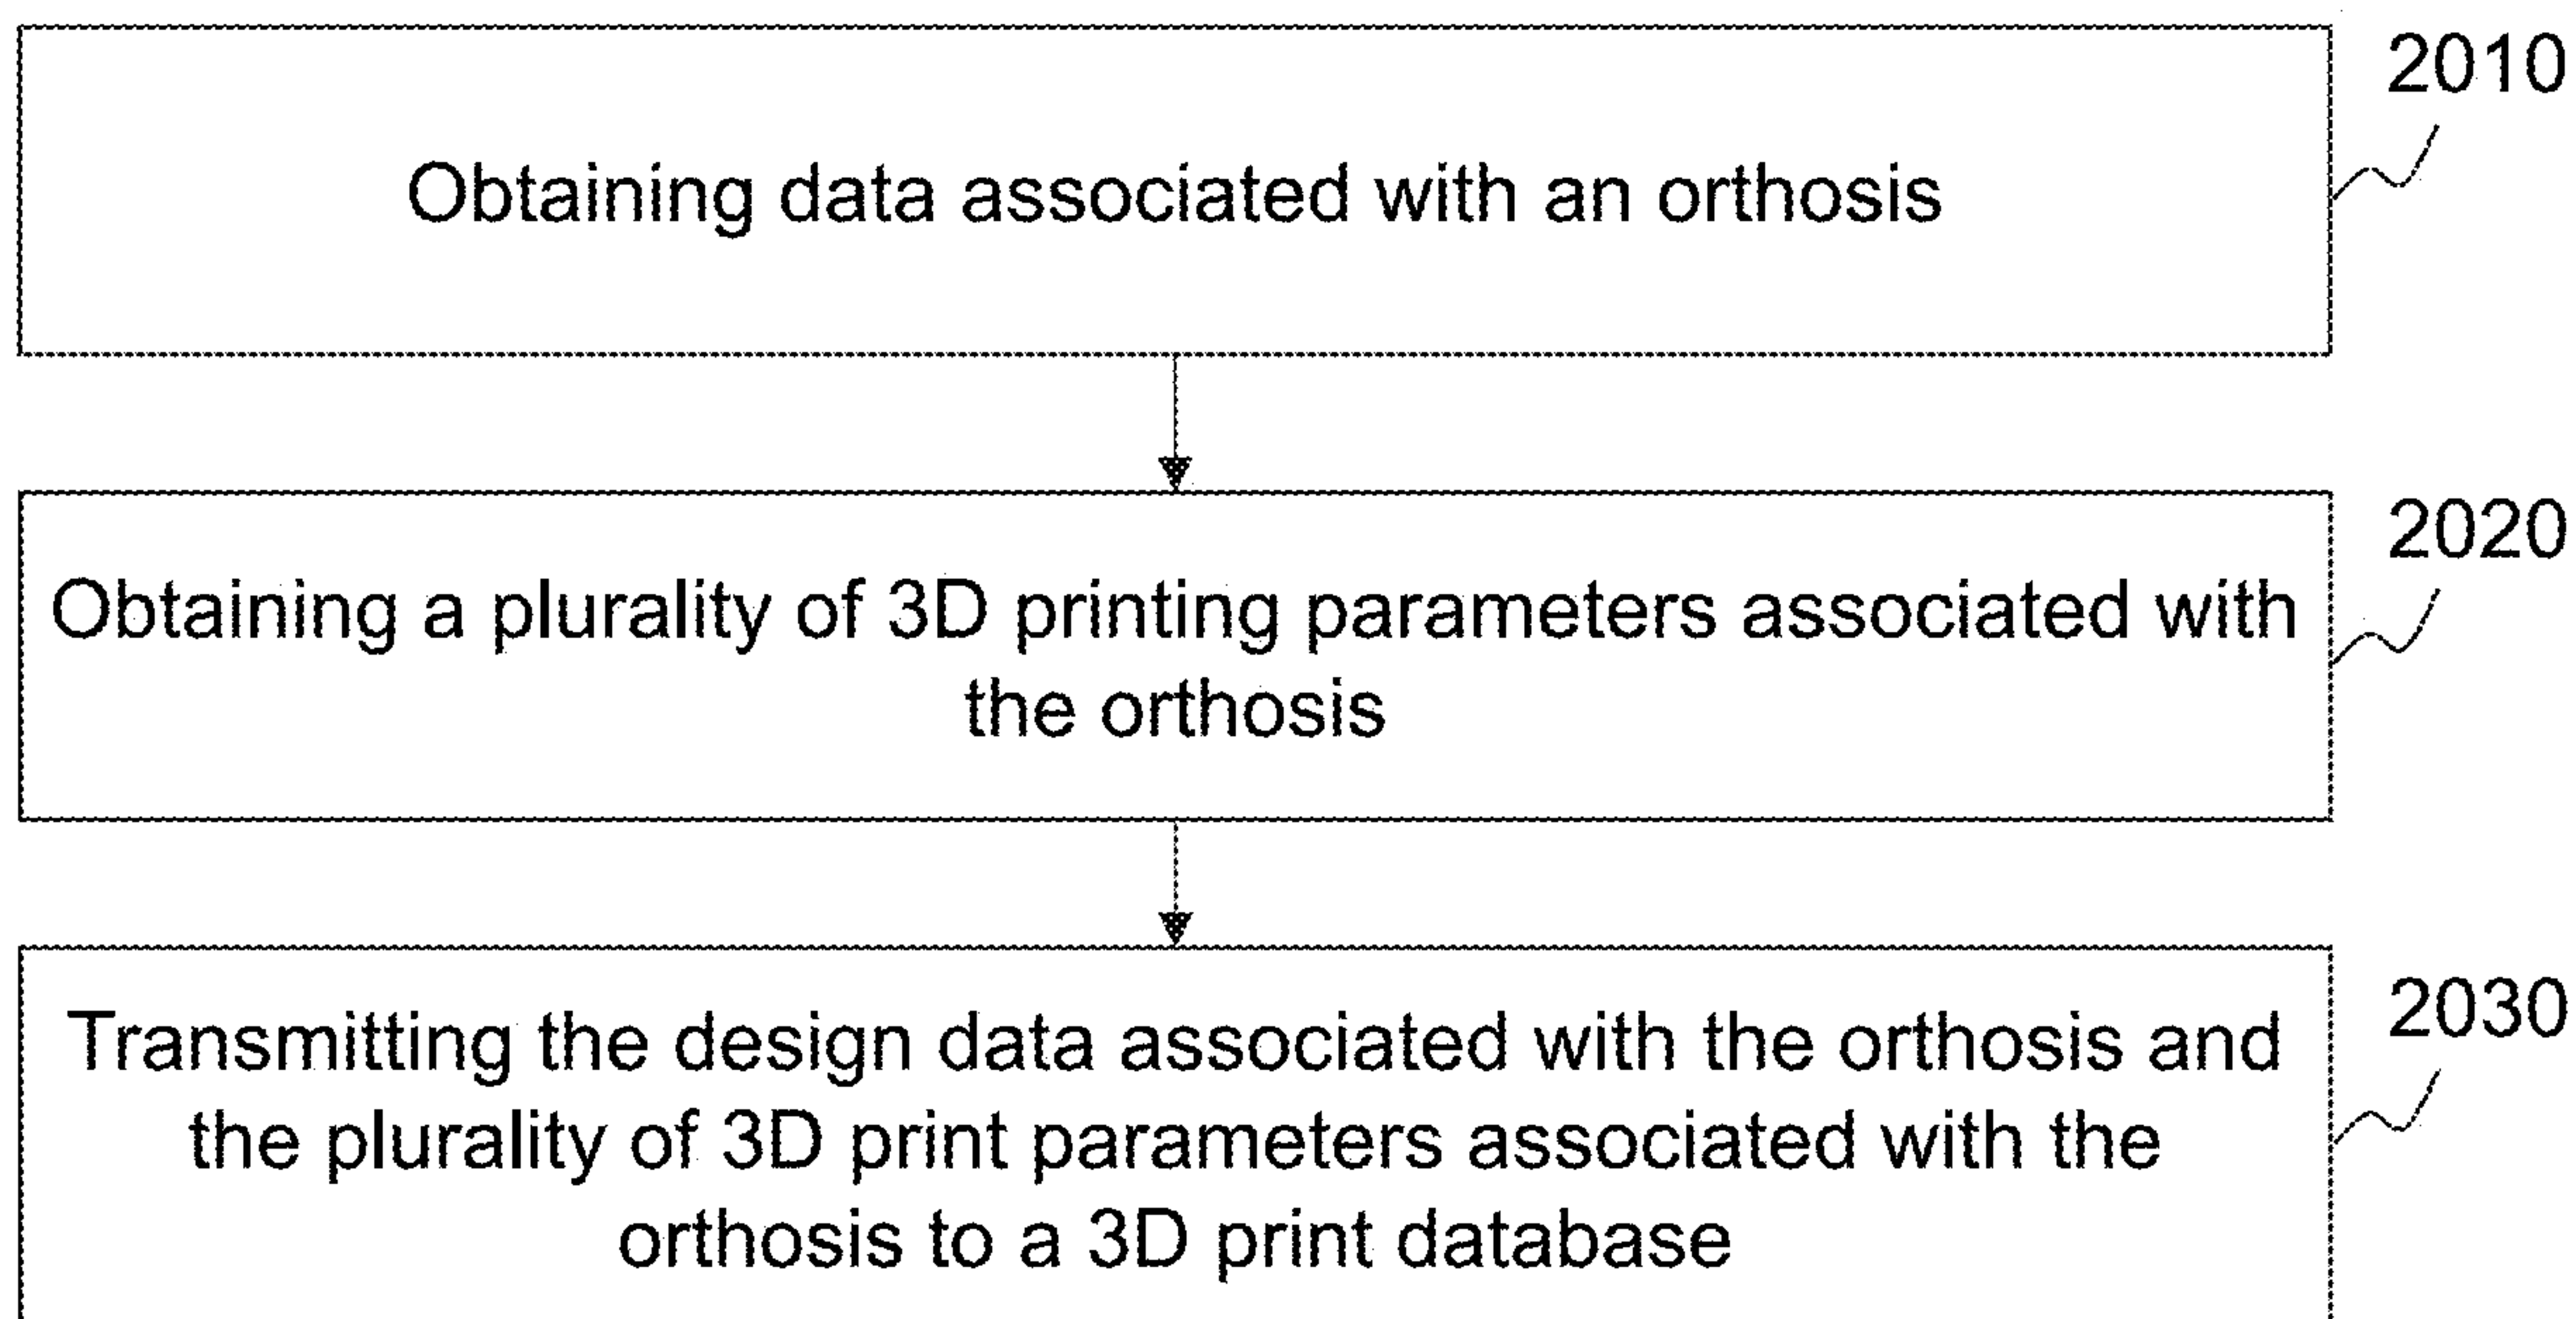 2010
Obtaining data associated with an orthosis
2020
Obtaining a plurality of 3D printing parameters associated with
the orthosis
2030
Transmitting the design data associated with the orthosis and
the plurality of 3D print parameters associated with the
orthosis to a 3D print database